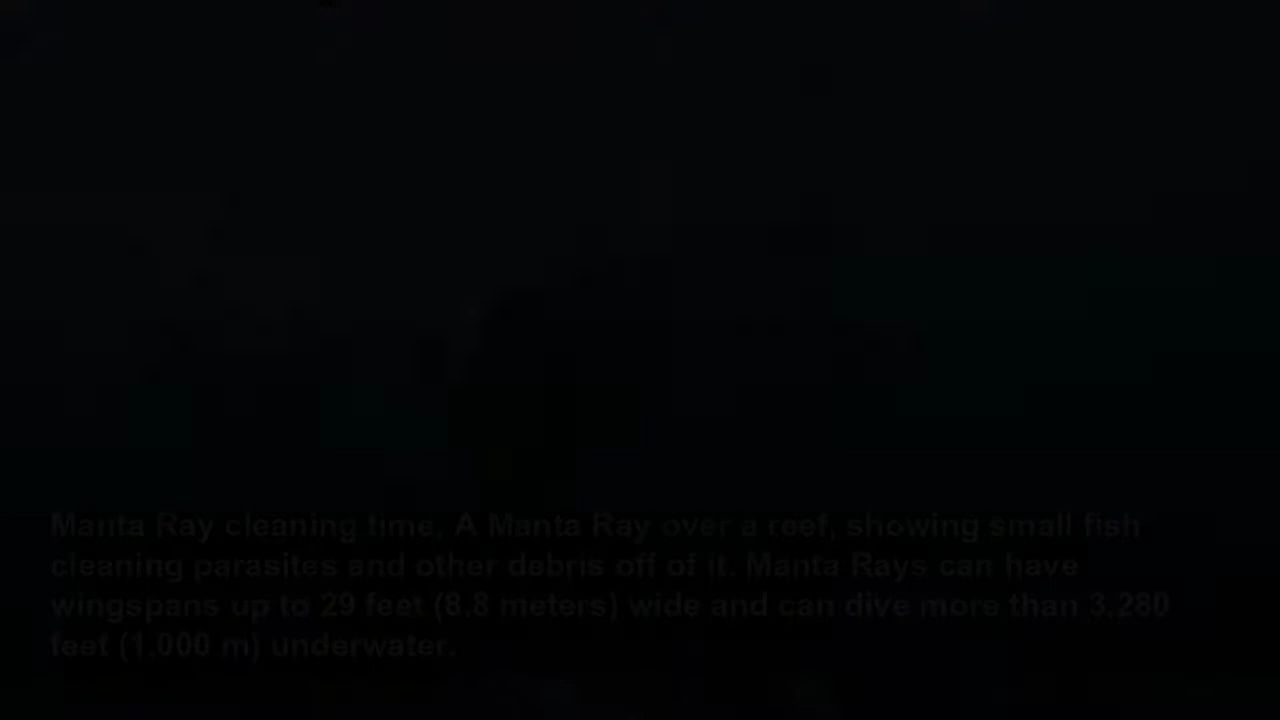 Manta Ray cleaning time, A Manta Ray over a reef, showing small fish
cleaning parasites and other debris off of it. Manta Rays can have
wingspans up to 29 feet (8.8 meters) wide and can dive more than 3,280
feet (1,000 m) underwater.